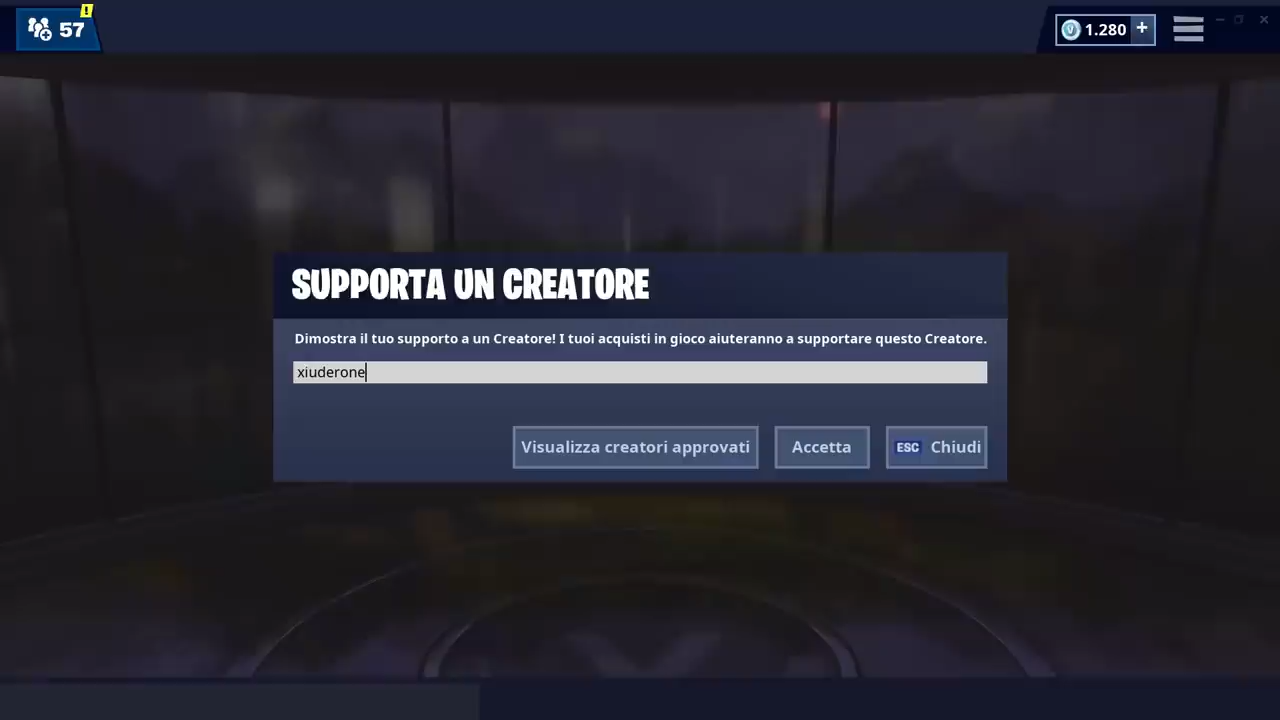 57
!
1.280 +
SUPPORTA UN CREATORE
Dimostra il tuo supporto a un Creatore! I tuoi acquisti in gioco aiuteranno a supportare questo Creatore.
xiuderone
Visualizza creatori approvati
Accetta
ESC Chiudi